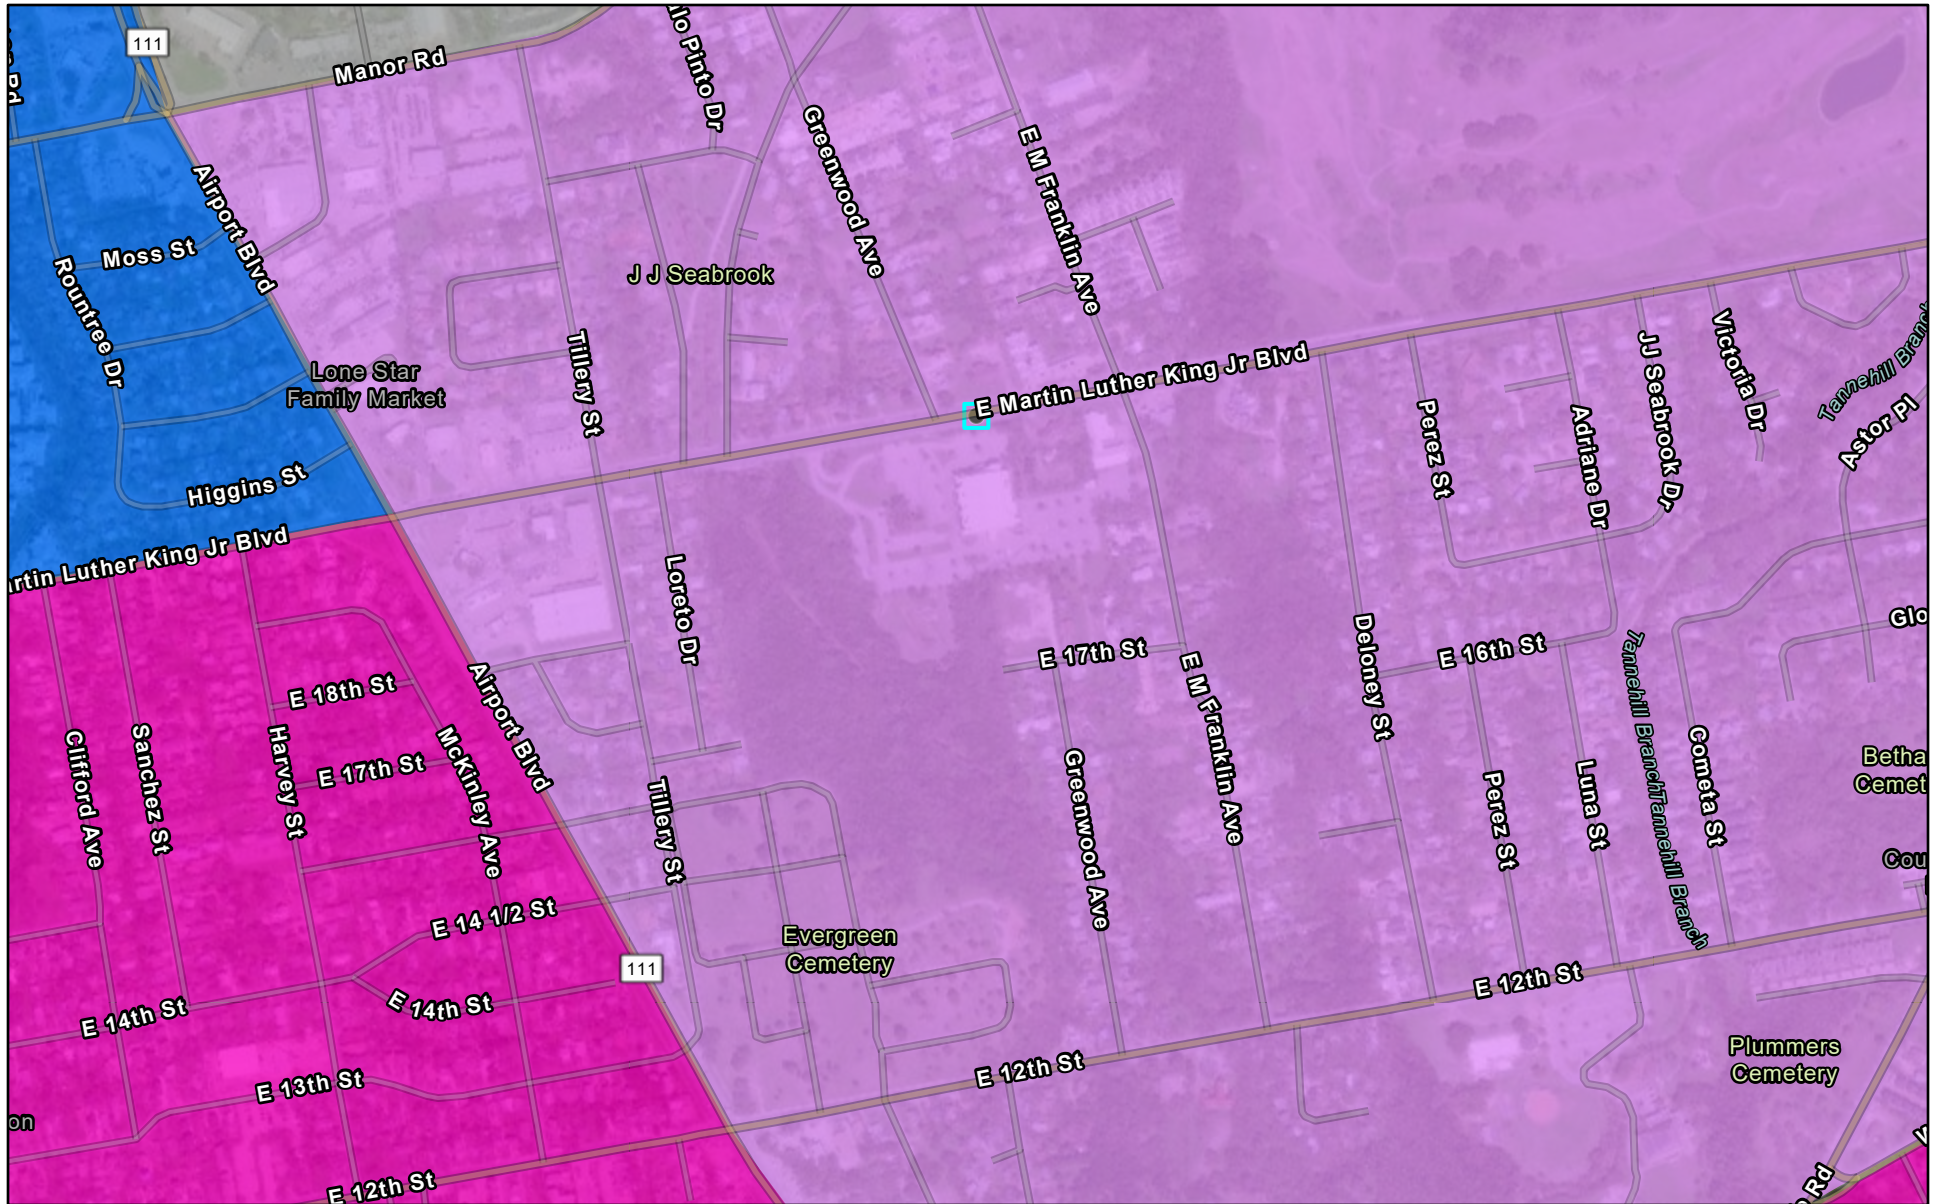 111
Manor Rd
lo Pinto Dr
Greenwood Ave
E M Franklin Ave
Airport Blvd
Moss St
Rountree Dr
J J Seabrook
Tillery St
Lone Star
Family Market
E Martin Luther King Jr Blvd
Victoria Dr
JJ Seabrook Dr
Tannehill Branch
Astor Pl
Perez St
Adriane Dr
Higgins St
artin Luther King Jr Blvd
Loreto Dr
Glo
Deloney St
E 16th St
E 17th St
E M Franklin Ave
Tannehill Branch
Tannehill Branch
Airport Blvd
E 18th St
Clifford Ave
Sanchez St
Harvey St
McKinley Ave
E 17th St
Cometa St
Betha
Cemet
Greenwood Ave
Perez St
Luna St
Tillery St
Cou
E 14 1/2 St
Evergreen
Cemetery
111
E 12th St
E 14th St
E 14th St
Plummers
Cemetery
E 12th St
E 13th St
on
E 12th St
Rd